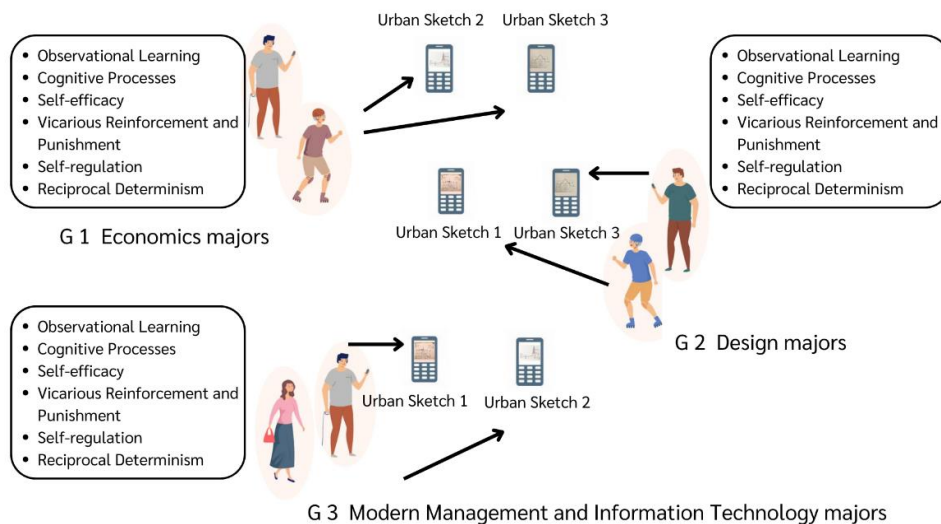 Urban Sketch 2
Urban Sketch 3
• Observational Learning
• Cognitive Processes
• Self-efficacy
• Vicarious Reinforcement and
Punishment
• Self-regulation
• Reciprocal Determinism
G 1 Economics majors
• Observational Learning
• Cognitive Processes
• Self-efficacy
• Vicarious Reinforcement and
Punishment
• Self-regulation
• Reciprocal Determinism
Urban Sketch 1
Urban Sketch 3
G 2 Design majors
• Observational Learning
• Cognitive Processes
• Self-efficacy
• Vicarious Reinforcement and
Punishment
• Self-regulation
• Reciprocal Determinism
Urban Sketch 1
Urban Sketch 2
G 3 Modern Management and Information Technology majors